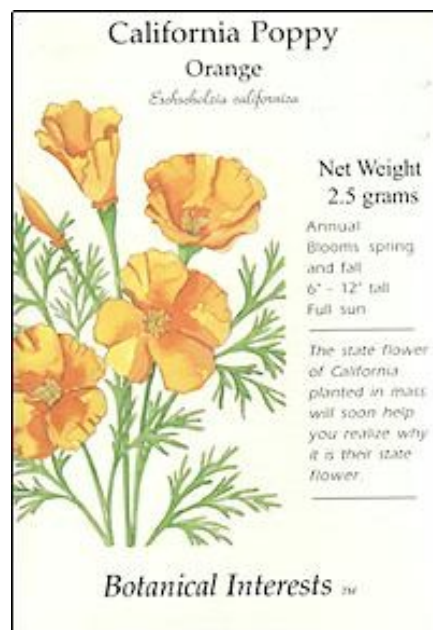 California Poppy
Orange
Eschscholzia californica
Net Weight
2.5 grams
Annual
Blooms spring
and fall
6" - 12" tall
Full sun
The state flower
of California
planted in mass
will soon help
you realize why
it is their state
flower.
Botanical Interests TM